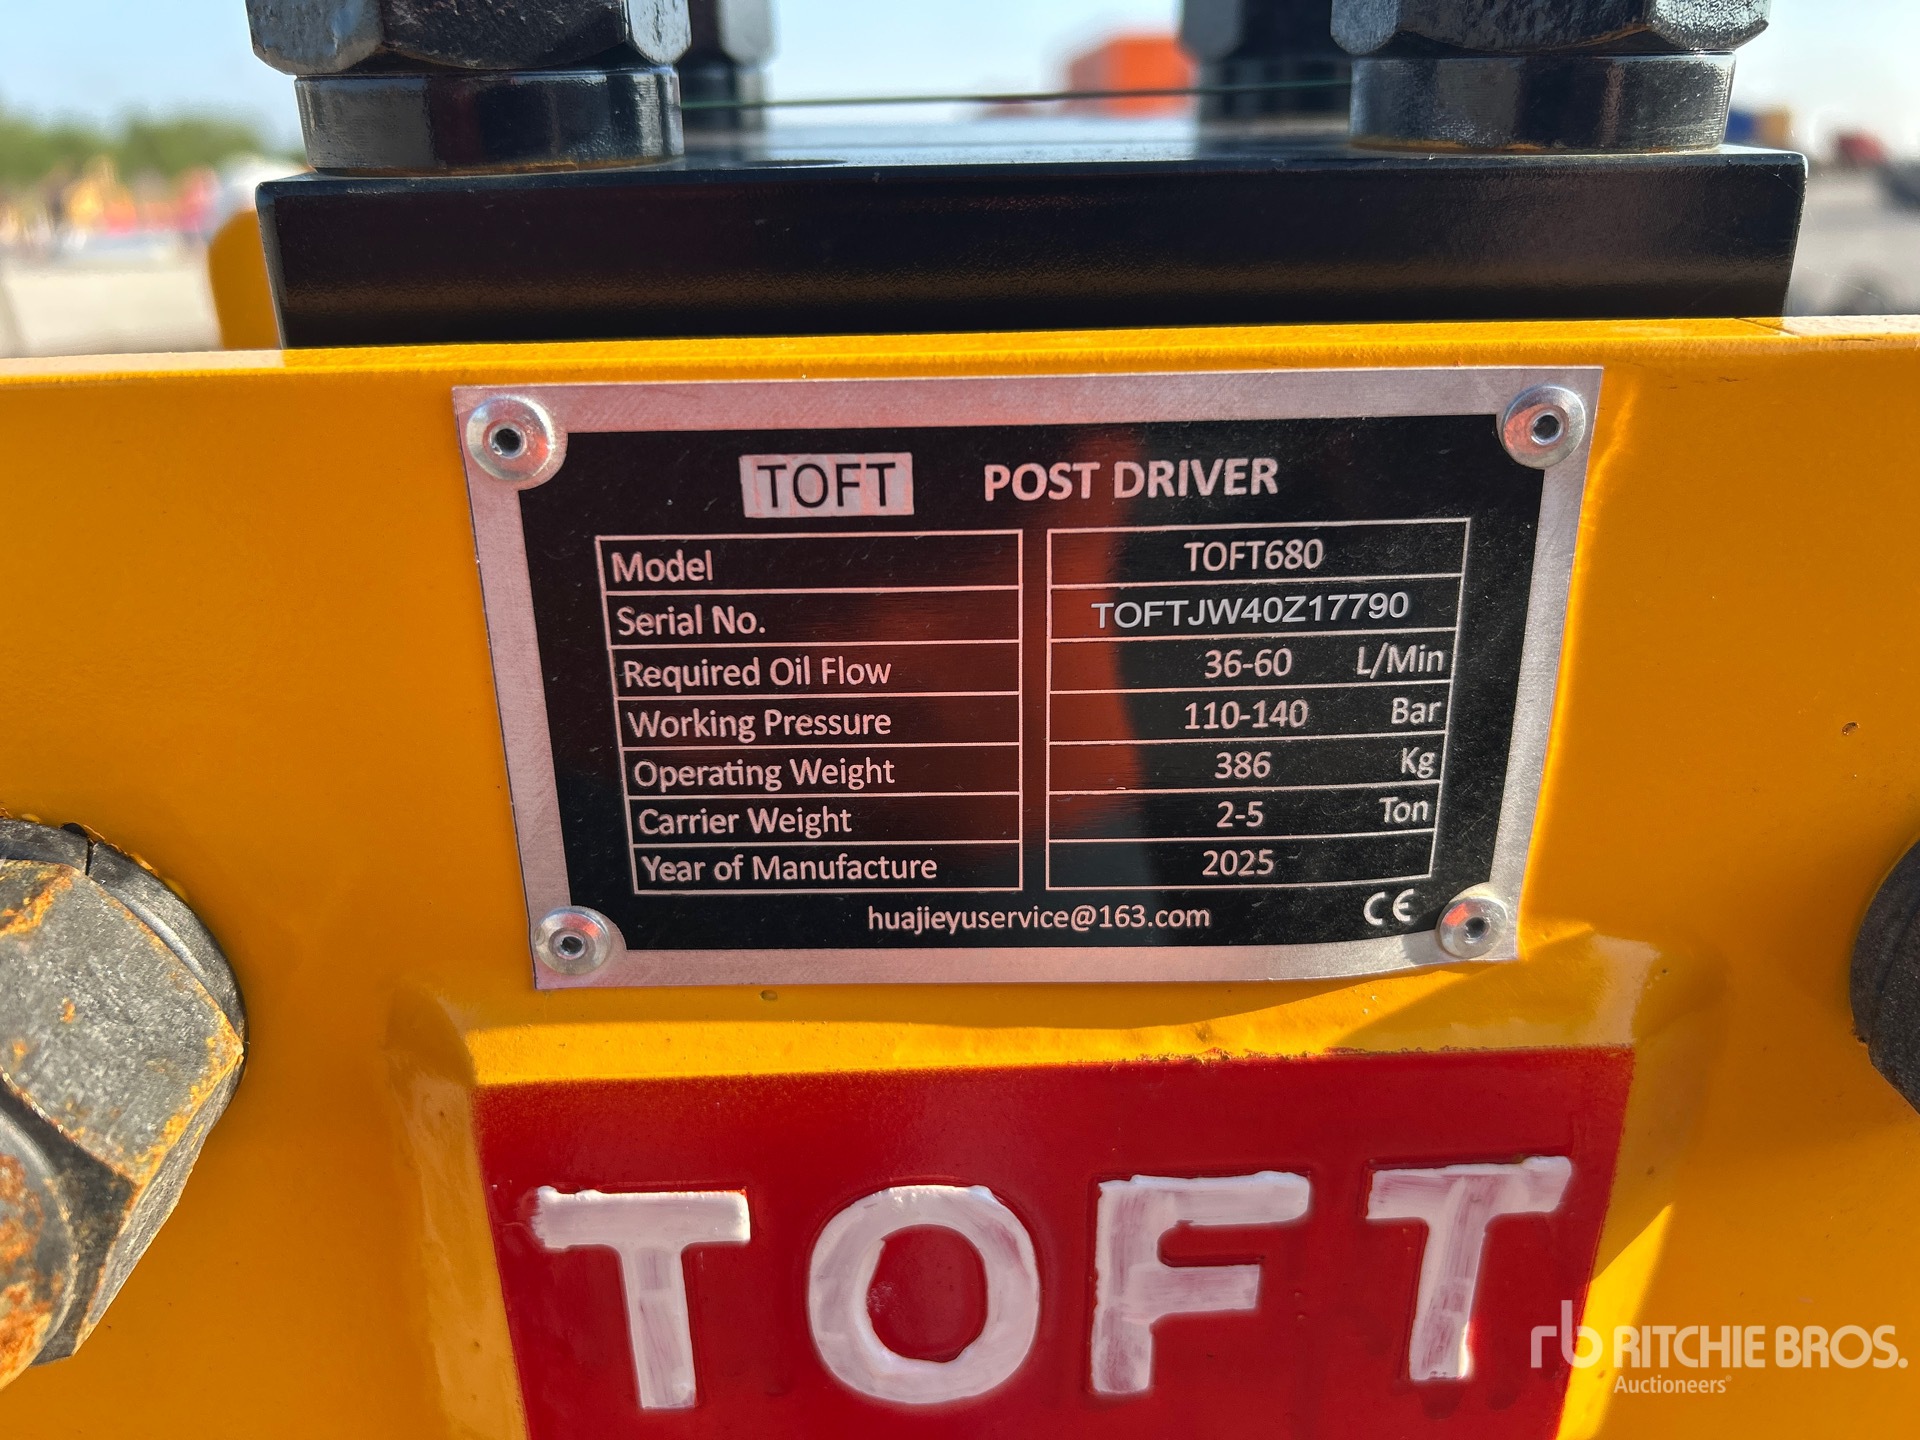 TOFT POST DRIVER
Model TOFT680
Serial No. TOFTJW40Z17790
Required Oil Flow 36-60 L/Min
Working Pressure 110-140 Bar
Operating Weight 386 Kg
Carrier Weight 2-5 Ton
Year of Manufacture 2025
huajieyuservice@163.com CE
TOFT
rb RITCHIE BROS.
Auctioneers